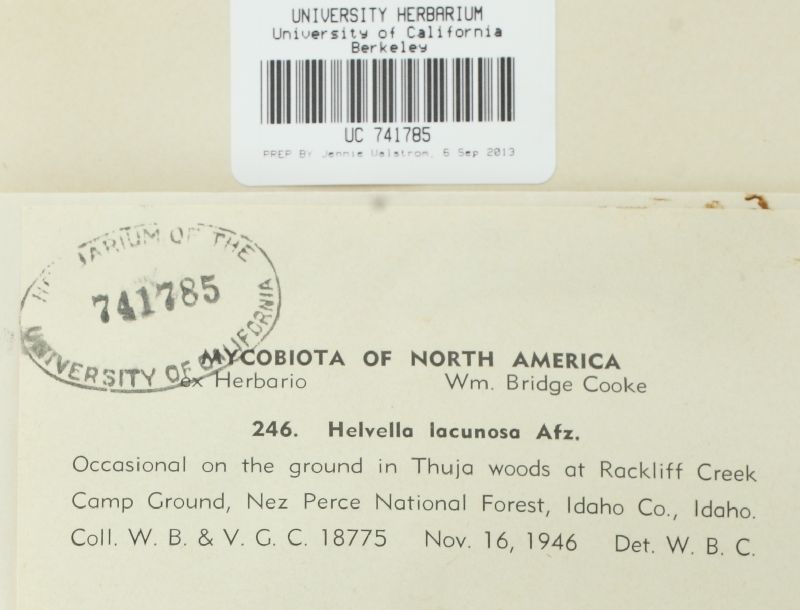 UNIVERSITY HERBARIUM
University of California
Berkeley
UC 741785
PREP BY Jennie Valstrom, 6 Sep 2013
HERBARIUM OF THE
741785
UNIVERSITY OF CALIFORNIA
MYCOBIOTA OF NORTH AMERICA
ex Herbario Wm. Bridge Cooke
246. Helvella lacunosa Afz.
Occasional on the ground in Thuja woods at Rackliff Creek
Camp Ground, Nez Perce National Forest, Idaho Co., Idaho.
Coll. W. B. & V. G. C. 18775 Nov. 16, 1946 Det. W. B. C.